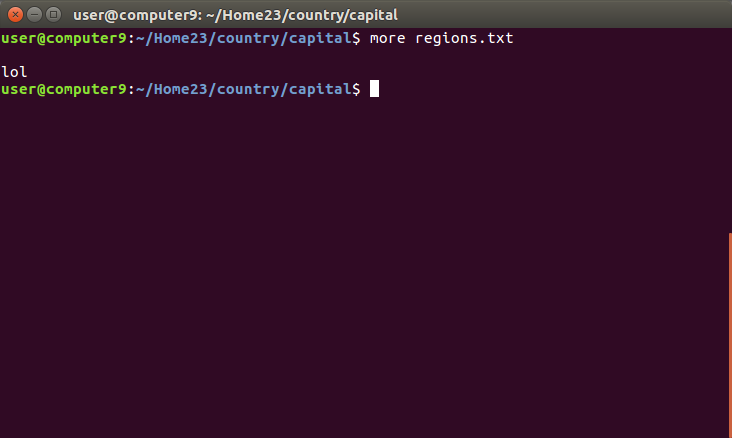 user@computer9: ~/Home23/country/capital
user@computer9:~/Home23/country/capital$ more regions.txt
lol
user@computer9:~/Home23/country/capital$